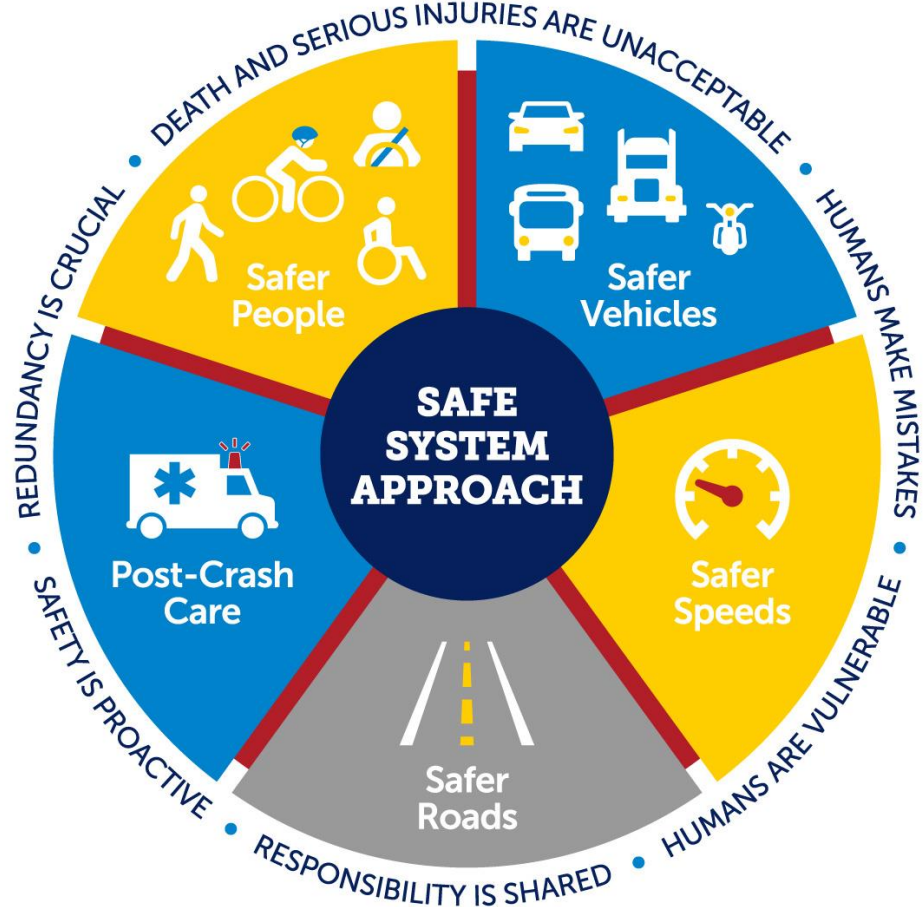 DEATH AND SERIOUS INJURIES ARE UNACCEPTABLE
HUMANS MAKE MISTAKES
HUMANS ARE VULNERABLE
RESPONSIBILITY IS SHARED
SAFETY IS PROACTIVE
REDUNDANCY IS CRUCIAL
Safer
People
Safer
Vehicles
SAFE
SYSTEM
APPROACH
Post-Crash
Care
Safer
Speeds
Safer
Roads